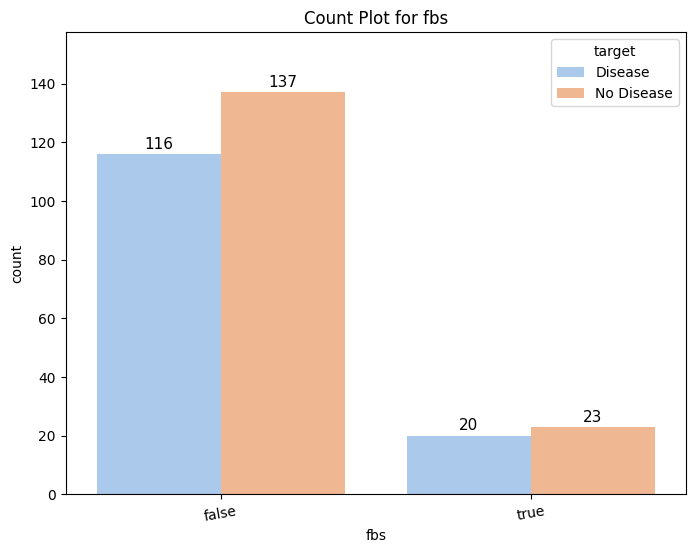 Count Plot for fbs
target
Disease
No Disease
140
120
100
80
60
40
20
0
count
116
137
20
23
false
true
fbs